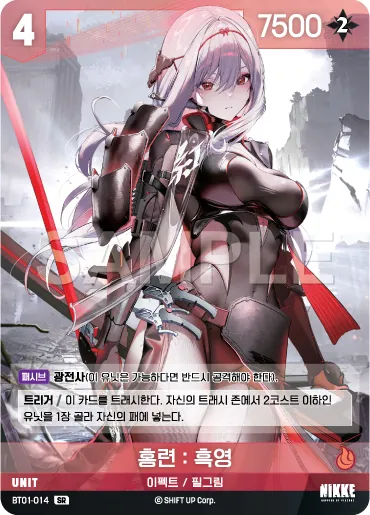 4
7500
2
SAMPLE
패시브 광전사(이 유닛은 가능하다면 반드시 공격해야 한다).
트리거 / 이 카드를 트래시한다. 자신의 트래시 존에서 2코스트 이하인
유닛을 1장 골라 자신의 패에 넣는다.
홍련 : 흑영
UNIT
이펙트 / 필그림
BT01-014 SR
ⒸSHIFT UP Corp.
NIKKE